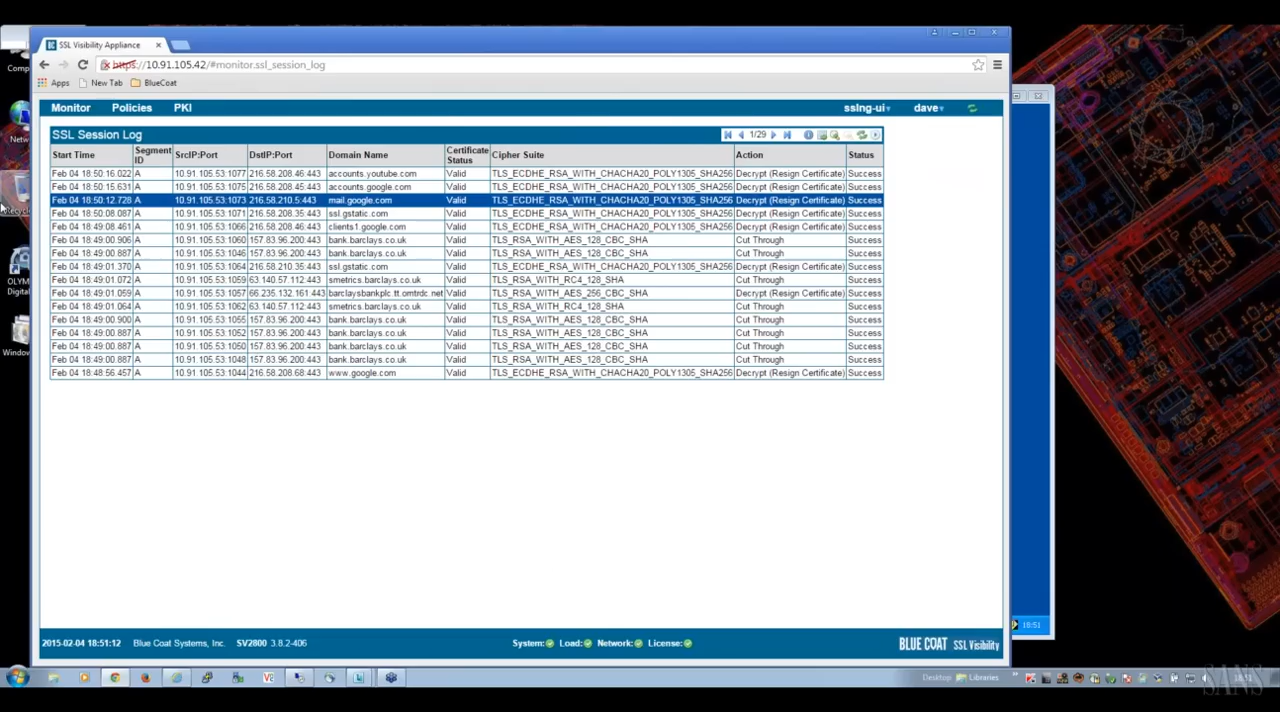 SSL Visibility Appliance
https://10.91.105.42/#monitor.ssl_session_log
Apps New Tab BlueCoat
Monitor Policies PKI sslng-ui dave
SSL Session Log 1/29
Start Time Segment ID SrcIP:Port DstIP:Port Domain Name Certificate Status Cipher Suite Action Status
Feb 04 18:50:16.022 A 10.91.105.53:1077 216.58.208.46:443 accounts.youtube.com Valid TLS_ECDHE_RSA_WITH_CHACHA20_POLY1305_SHA256 Decrypt (Resign Certificate) Success
Feb 04 18:50:15.631 A 10.91.105.53:1075 216.58.208.45:443 accounts.google.com Valid TLS_ECDHE_RSA_WITH_CHACHA20_POLY1305_SHA256 Decrypt (Resign Certificate) Success
Feb 04 18:50:12.728 A 10.91.105.53:1073 216.58.210.5:443 mail.google.com Valid TLS_ECDHE_RSA_WITH_CHACHA20_POLY1305_SHA256 Decrypt (Resign Certificate) Success
Feb 04 18:50:08.087 A 10.91.105.53:1071 216.58.208.35:443 ssl.gstatic.com Valid TLS_ECDHE_RSA_WITH_CHACHA20_POLY1305_SHA256 Decrypt (Resign Certificate) Success
Feb 04 18:49:08.461 A 10.91.105.53:1066 216.58.208.46:443 clients1.google.com Valid TLS_ECDHE_RSA_WITH_CHACHA20_POLY1305_SHA256 Decrypt (Resign Certificate) Success
Feb 04 18:49:00.906 A 10.91.105.53:1060 157.83.96.200:443 bank.barclays.co.uk Valid TLS_RSA_WITH_AES_128_CBC_SHA Cut Through Success
Feb 04 18:49:00.887 A 10.91.105.53:1046 157.83.96.200:443 bank.barclays.co.uk Valid TLS_RSA_WITH_AES_128_CBC_SHA Cut Through Success
Feb 04 18:49:01.370 A 10.91.105.53:1064 216.58.210.35:443 ssl.gstatic.com Valid TLS_ECDHE_RSA_WITH_CHACHA20_POLY1305_SHA256 Decrypt (Resign Certificate) Success
Feb 04 18:49:01.072 A 10.91.105.53:1059 63.140.57.112:443 smetrics.barclays.co.uk Valid TLS_RSA_WITH_RC4_128_SHA Cut Through Success
Feb 04 18:49:01.059 A 10.91.105.53:1057 66.235.132.161:443 barclaysbankplc.tt.omtrdc.net Valid TLS_RSA_WITH_AES_256_CBC_SHA Decrypt (Resign Certificate) Success
Feb 04 18:49:01.064 A 10.91.105.53:1062 63.140.57.112:443 smetrics.barclays.co.uk Valid TLS_RSA_WITH_RC4_128_SHA Cut Through Success
Feb 04 18:49:00.900 A 10.91.105.53:1055 157.83.96.200:443 bank.barclays.co.uk Valid TLS_RSA_WITH_AES_128_CBC_SHA Cut Through Success
Feb 04 18:49:00.887 A 10.91.105.53:1052 157.83.96.200:443 bank.barclays.co.uk Valid TLS_RSA_WITH_AES_128_CBC_SHA Cut Through Success
Feb 04 18:49:00.887 A 10.91.105.53:1050 157.83.96.200:443 bank.barclays.co.uk Valid TLS_RSA_WITH_AES_128_CBC_SHA Cut Through Success
Feb 04 18:49:00.887 A 10.91.105.53:1048 157.83.96.200:443 bank.barclays.co.uk Valid TLS_RSA_WITH_AES_128_CBC_SHA Cut Through Success
Feb 04 18:48:56.457 A 10.91.105.53:1044 216.58.208.68:443 www.google.com Valid TLS_ECDHE_RSA_WITH_CHACHA20_POLY1305_SHA256 Decrypt (Resign Certificate) Success
2015-02-04 18:51:12 Blue Coat Systems, Inc. SV2800 3.8.2-406 System: Load: Network: License: BLUE COAT SSL Visibility
Comp
Netw
Recycle
OLYM
Digital
Window
18:51
Desktop Libraries 18:51
SANS